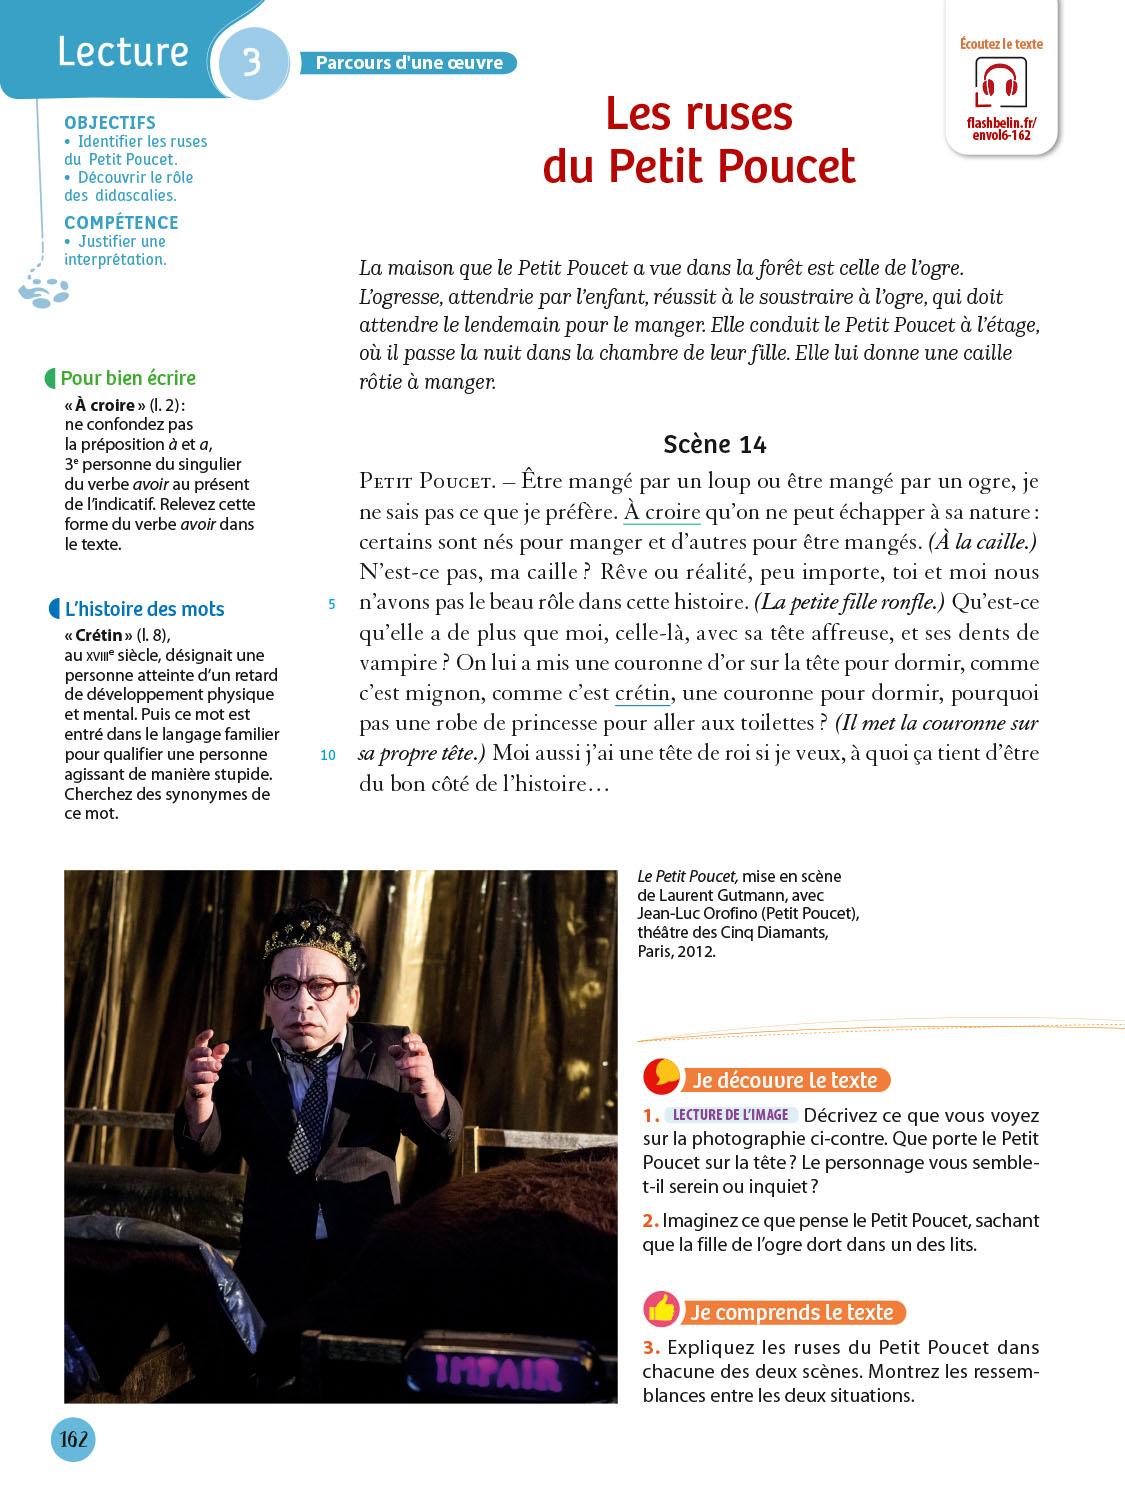 Lecture
3
Parcours d'une œuvre
Écoutez le texte
flashbelin.fr/
envol6-162
OBJECTIFS
• Identifier les ruses
du Petit Poucet.
• Découvrir le rôle
des didascalies.
COMPÉTENCE
• Justifier une
interprétation.
Les ruses
du Petit Poucet
La maison que le Petit Poucet a vue dans la forêt est celle de l'ogre.
L'ogresse, attendrie par l'enfant, réussit à le soustraire à l'ogre, qui doit
attendre le lendemain pour le manger. Elle conduit le Petit Poucet à l'étage,
où il passe la nuit dans la chambre de leur fille. Elle lui donne une caille
rôtie à manger.
Pour bien écrire
« À croire » (l. 2) :
ne confondez pas
la préposition à et a,
3e personne du singulier
du verbe avoir au présent
de l'indicatif. Relevez cette
forme du verbe avoir dans
le texte.
L'histoire des mots
« Crétin » (l. 8),
au XVIIIe siècle, désignait une
personne atteinte d'un retard
de développement physique
et mental. Puis ce mot est
entré dans le langage familier
pour qualifier une personne
agissant de manière stupide.
Cherchez des synonymes de
ce mot.
Scène 14
PETIT POUCET. – Être mangé par un loup ou être mangé par un ogre, je
ne sais pas ce que je préfère. À croire qu'on ne peut échapper à sa nature :
certains sont nés pour manger et d'autres pour être mangés. (À la caille.)
N'est-ce pas, ma caille ? Rêve ou réalité, peu importe, toi et moi nous
5 n'avons pas le beau rôle dans cette histoire. (La petite fille ronfle.) Qu'est-ce
qu'elle a de plus que moi, celle-là, avec sa tête affreuse, et ses dents de
vampire ? On lui a mis une couronne d'or sur la tête pour dormir, comme
c'est mignon, comme c'est crétin, une couronne pour dormir, pourquoi
pas une robe de princesse pour aller aux toilettes ? (Il met la couronne sur
10 sa propre tête.) Moi aussi j'ai une tête de roi si je veux, à quoi ça tient d'être
du bon côté de l'histoire…
IMPAIR
Le Petit Poucet, mise en scène
de Laurent Gutmann, avec
Jean-Luc Orofino (Petit Poucet),
théâtre des Cinq Diamants,
Paris, 2012.
Je découvre le texte
1. LECTURE DE L'IMAGE Décrivez ce que vous voyez
sur la photographie ci-contre. Que porte le Petit
Poucet sur la tête ? Le personnage vous semble-
t-il serein ou inquiet ?
2. Imaginez ce que pense le Petit Poucet, sachant
que la fille de l'ogre dort dans un des lits.
Je comprends le texte
3. Expliquez les ruses du Petit Poucet dans
chacune des deux scènes. Montrez les ressem-
blances entre les deux situations.
162